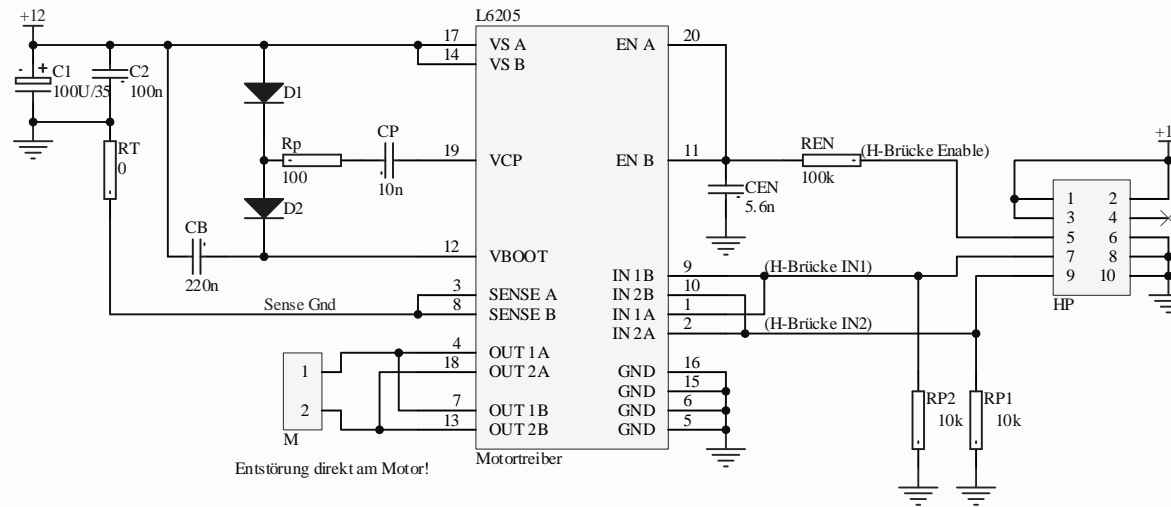 +12
L6205
C1
100U/35
C2
100n
RT
0
D1
Rp
100
CP
10n
D2
CB
220n
Sense Gnd
17 VS A
14 VS B
19 VCP
12 VBOOT
3 SENSE A
8 SENSE B
4 OUT 1A
18 OUT 2A
7 OUT 1B
13 OUT 2B
EN A 20
EN B 11
IN 1B 9
IN 2B 10
IN 1A 1
IN 2A 2
GND 16
GND 15
GND 6
GND 5
Motortreiber
1
2
M
Entstörung direkt am Motor!
REN
100k
(H-Brücke Enable)
CEN
5.6n
(H-Brücke IN1)
(H-Brücke IN2)
RP2
10k
RP1
10k
1 2
3 4
5 6
7 8
9 10
HP